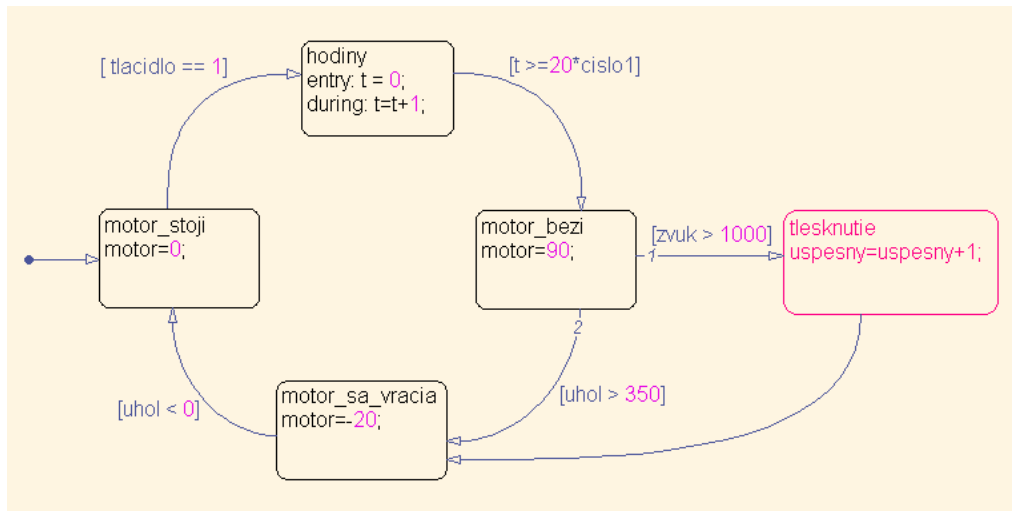 hodiny
entry: t = 0;
during: t=t+1;
[ tlacidlo == 1]
[t >=20*cislo1]
motor_stoji
motor=0;
motor_bezi
motor=90;
[zvuk > 1000]
1
tlesknutie
uspesny=uspesny+1;
2
[uhol > 350]
motor_sa_vracia
motor=-20;
[uhol < 0]